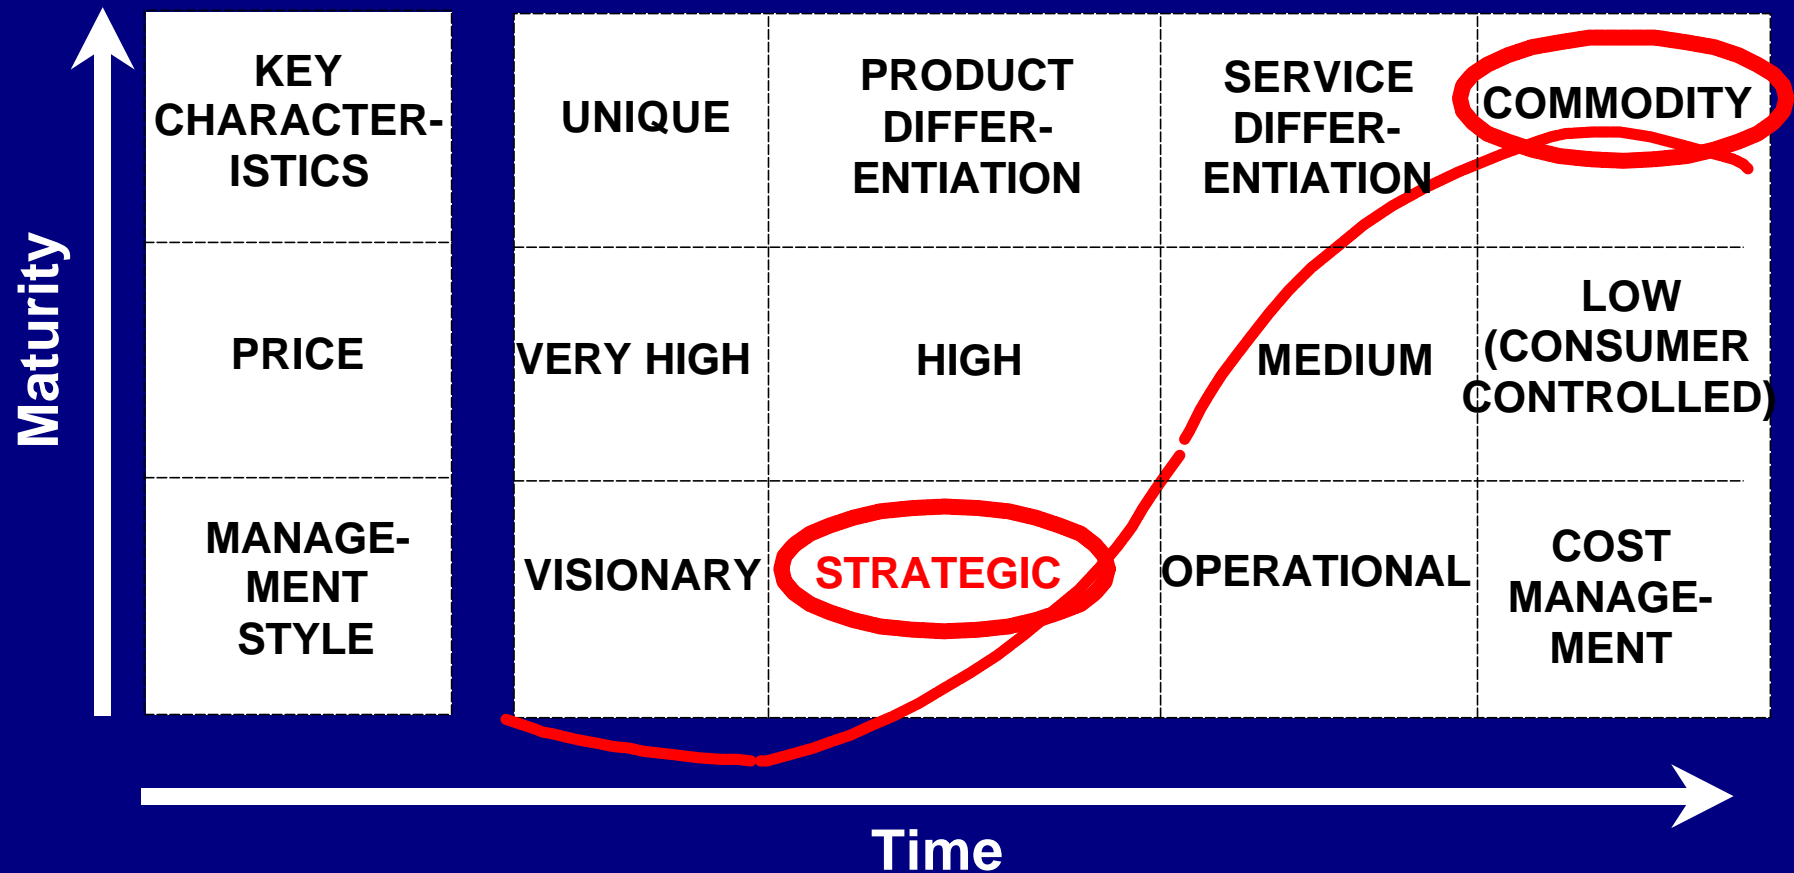 Maturity
KEY
CHARACTER-
ISTICS
UNIQUE
PRODUCT
DIFFER-
ENTIATION
SERVICE
DIFFER-
ENTIATION
COMMODITY
PRICE
VERY HIGH
HIGH
MEDIUM
LOW
(CONSUMER
CONTROLLED)
MANAGE-
MENT
STYLE
VISIONARY
STRATEGIC
OPERATIONAL
COST
MANAGE-
MENT
Time